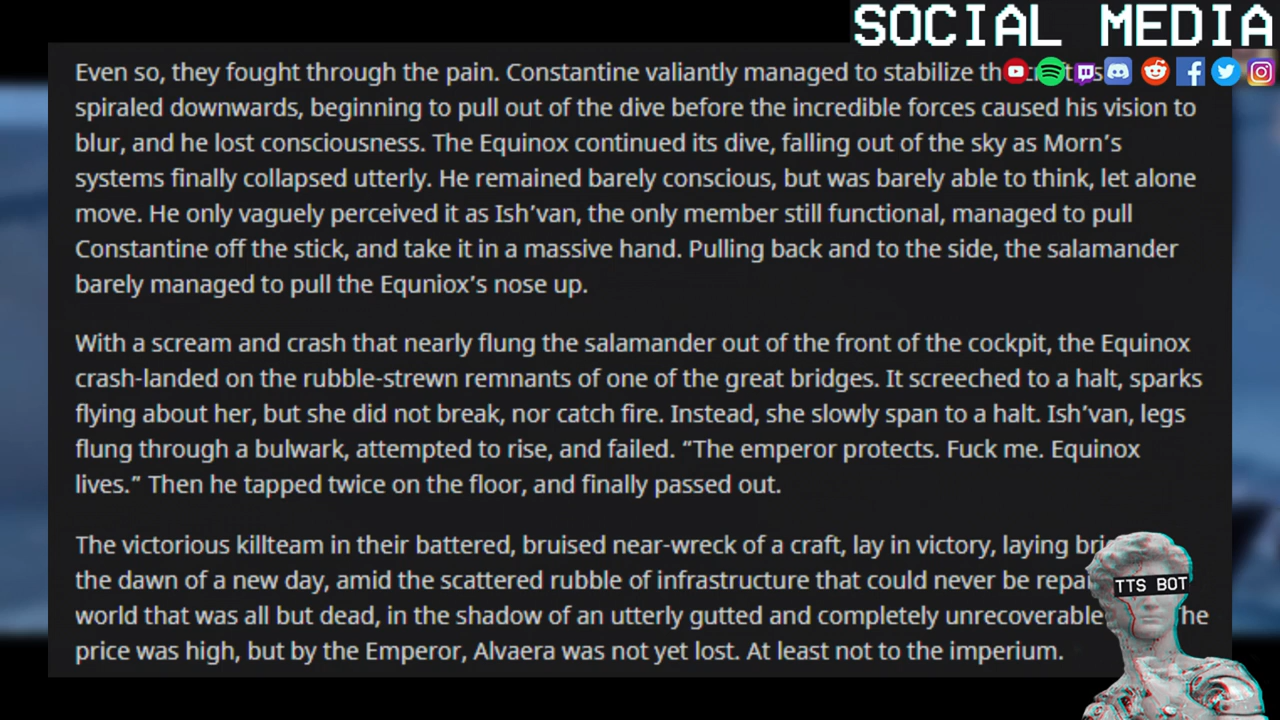 SOCIAL MEDIA
Even so, they fought through the pain. Constantine valiantly managed to stabilize
spiraled downwards, beginning to pull out of the dive before the incredible forces caused his vision to
blur, and he lost consciousness. The Equinox continued its dive, falling out of the sky as Morn’s
systems finally collapsed utterly. He remained barely conscious, but was barely able to think, let alone
move. He only vaguely perceived it as Ish’van, the only member still functional, managed to pull
Constantine off the stick, and take it in a massive hand. Pulling back and to the side, the salamander
barely managed to pull the Equniox’s nose up.
With a scream and crash that nearly flung the salamander out of the front of the cockpit, the Equinox
crash-landed on the rubble-strewn remnants of one of the great bridges. It screeched to a halt, sparks
flying about her, but she did not break, nor catch fire. Instead, she slowly span to a halt. Ish’van, legs
flung through a bulwark, attempted to rise, and failed. “The emperor protects. Fuck me. Equinox
lives.” Then he tapped twice on the floor, and finally passed out.
The victorious killteam in their battered, bruised near-wreck of a craft, lay in victory, laying
the dawn of a new day, amid the scattered rubble of infrastructure that could never be
world that was all but dead, in the shadow of an utterly gutted and completely unrecoverable
price was high, but by the Emperor, Alvaera was not yet lost. At least not to the imperium.
TTS BOT